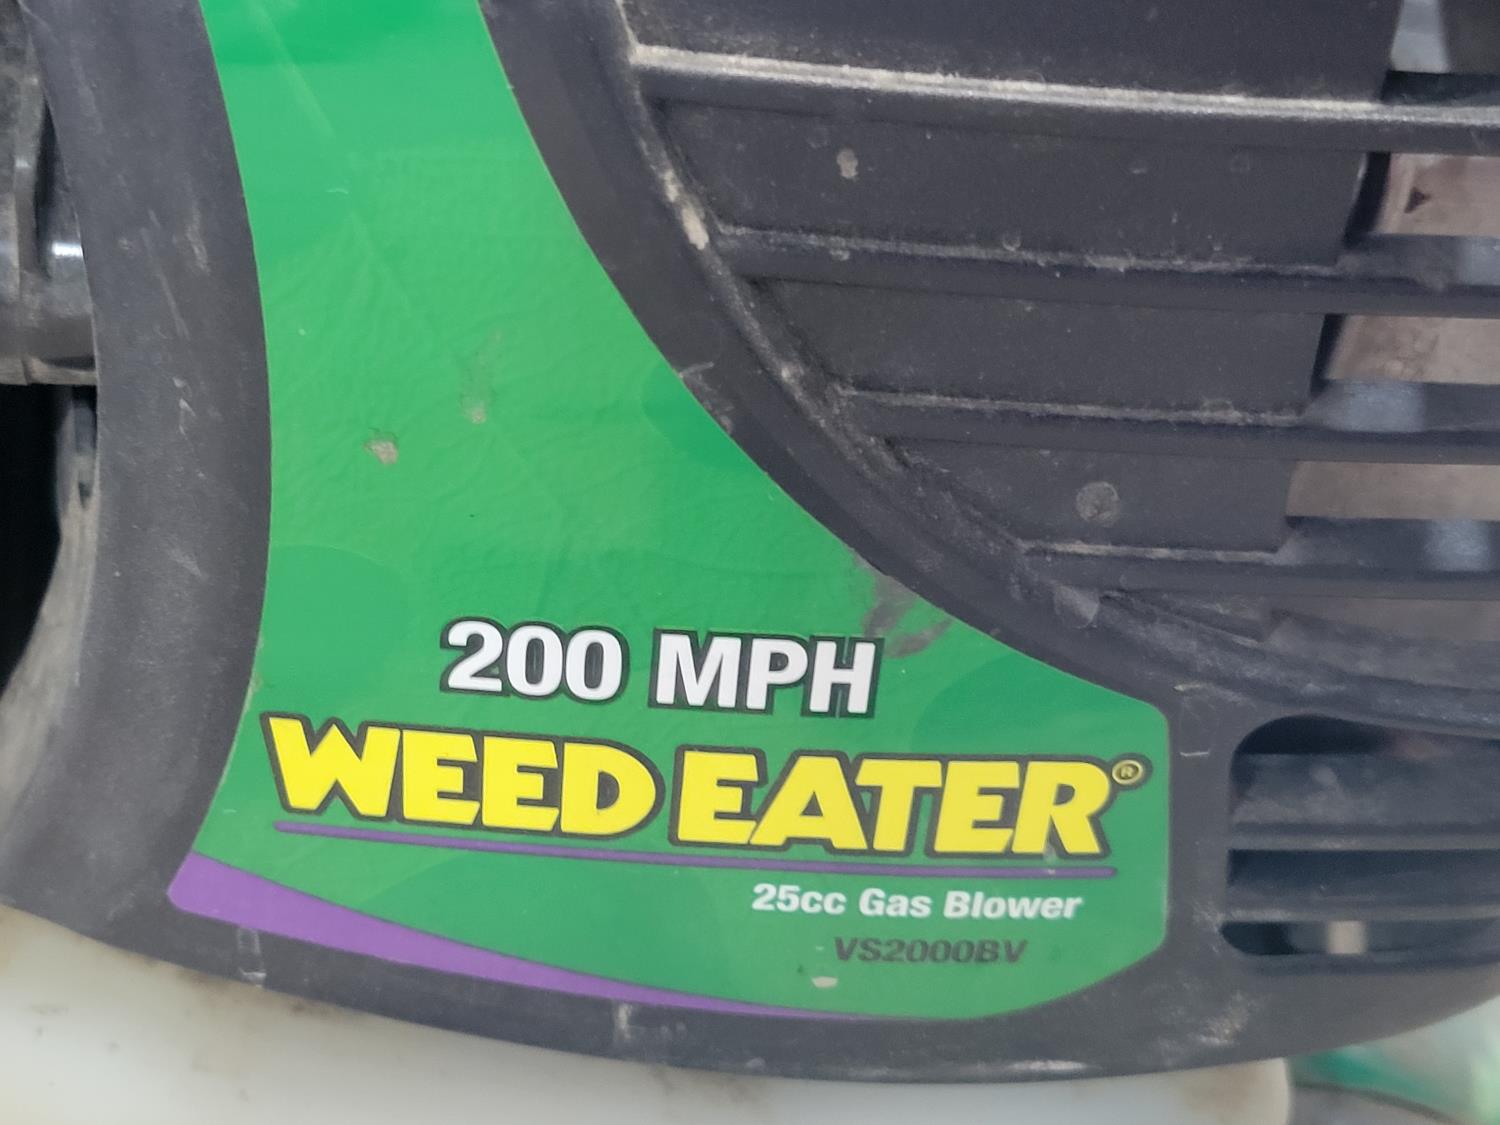 200 MPH
WEED EATER®
25cc Gas Blower
VS2000BV